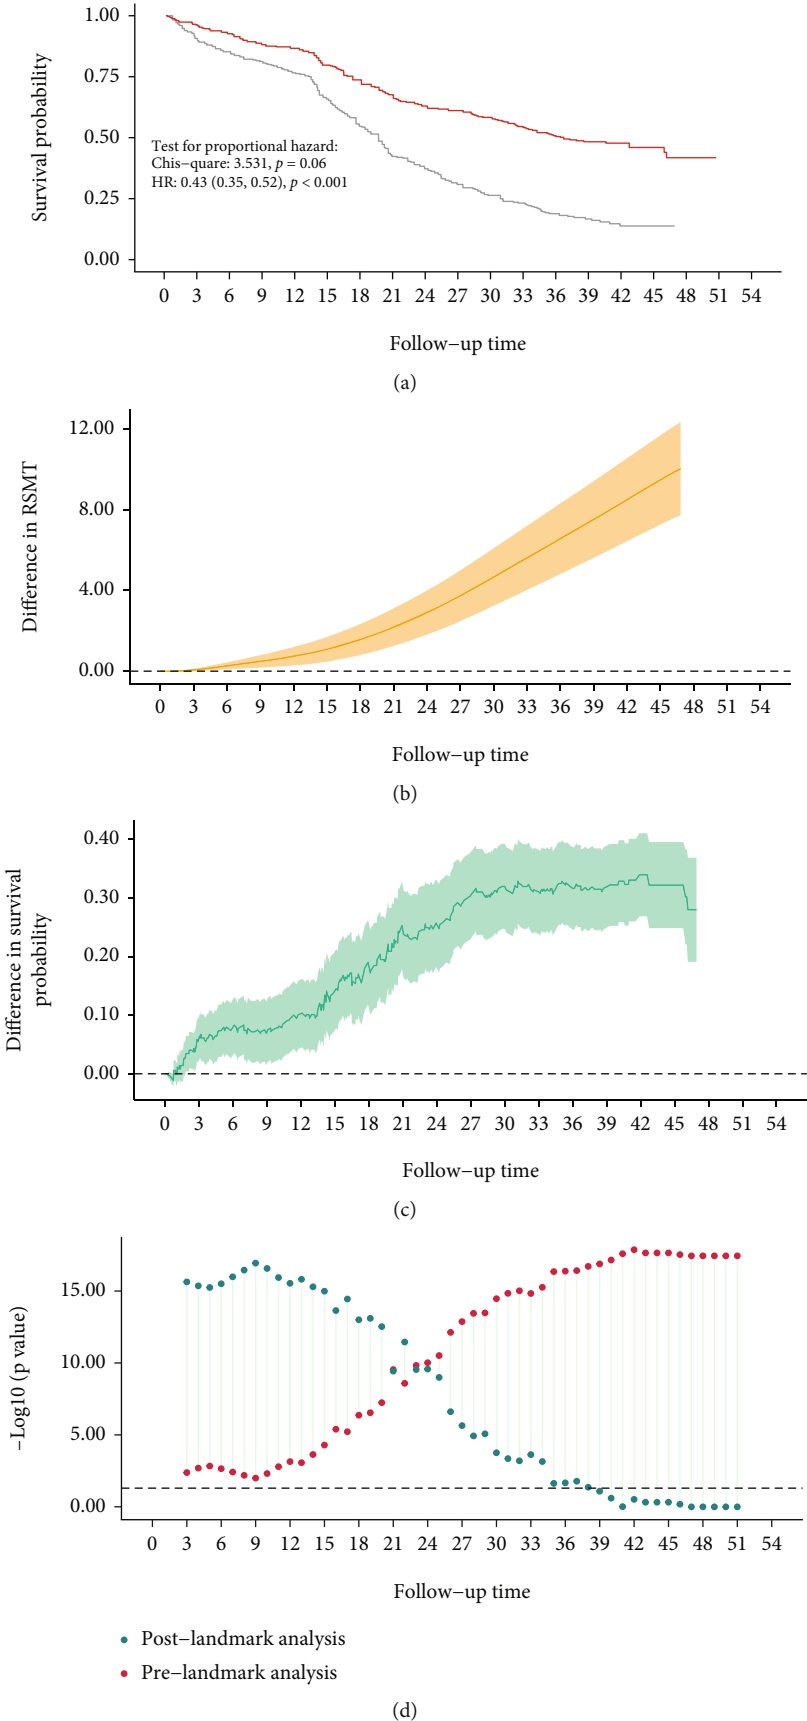 1.00
0.75
0.50
0.25
0.00
Survival probability
Test for proportional hazard:
Chis−quare: 3.531, p = 0.06
HR: 0.43 (0.35, 0.52), p < 0.001
0 3 6 9 12 15 18 21 24 27 30 33 36 39 42 45 48 51 54
Follow−up time
(a)
12.00
8.00
4.00
0.00
Difference in RSMT
0 3 6 9 12 15 18 21 24 27 30 33 36 39 42 45 48 51 54
Follow−up time
(b)
0.40
0.30
0.20
0.10
0.00
Difference in survival
probability
0 3 6 9 12 15 18 21 24 27 30 33 36 39 42 45 48 51 54
Follow−up time
(c)
15.00
10.00
5.00
0.00
−Log10 (p value)
0 3 6 9 12 15 18 21 24 27 30 33 36 39 42 45 48 51 54
Follow−up time
Post−landmark analysis
Pre−landmark analysis
(d)